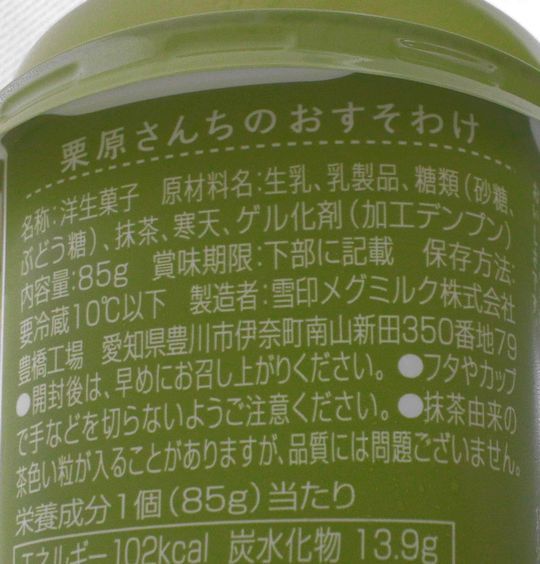 栗原さんちのおすそわけ
名称:洋生菓子 原材料名:生乳、乳製品、糖類(砂糖、
ぶどう糖)、抹茶、寒天、ゲル化剤(加工デンプン)
内容量:85g 賞味期限:下部に記載 保存方法:
要冷蔵10℃以下 製造者:雪印メグミルク株式会社
豊橋工場 愛知県豊川市伊奈町南山新田350番地79
●開封後は、早めにお召し上がりください。●フタやカップ
で手などを切らないようご注意ください。●抹茶由来の
茶色い粒が入ることがありますが、品質には問題ございません。
栄養成分1個(85g)当たり
エネルギー 102kcal 炭水化物 13.9g